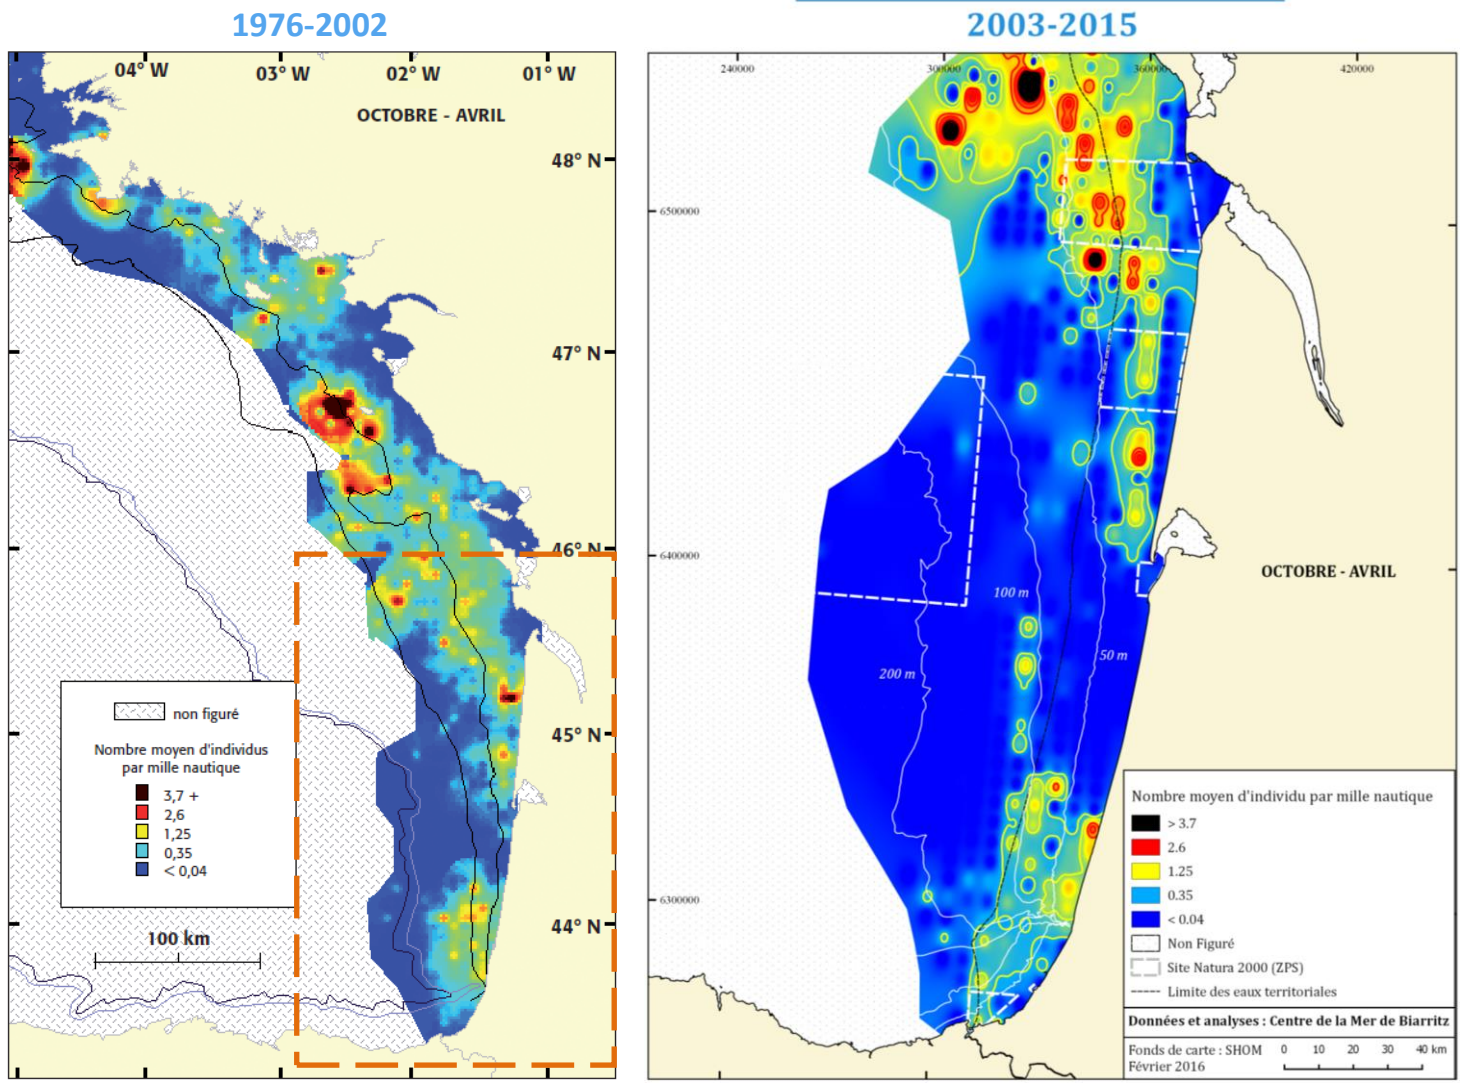 1976-2002
04° W
03° W
02° W
01° W
OCTOBRE - AVRIL
48° N
47° N
46° N
45° N
44° N
non figuré
Nombre moyen d'individus
par mille nautique
3,7 +
2,6
1,25
0,35
< 0,04
100 km
2003-2015
240000
300000
360000
420000
6500000
6400000
6300000
OCTOBRE - AVRIL
100 m
50 m
200 m
Nombre moyen d'individu par mille nautique
> 3.7
2.6
1.25
0.35
< 0.04
Non Figuré
Site Natura 2000 (ZPS)
Limite des eaux territoriales
Données et analyses : Centre de la Mer de Biarritz
Fonds de carte : SHOM
Février 2016
0 10 20 30 40 km